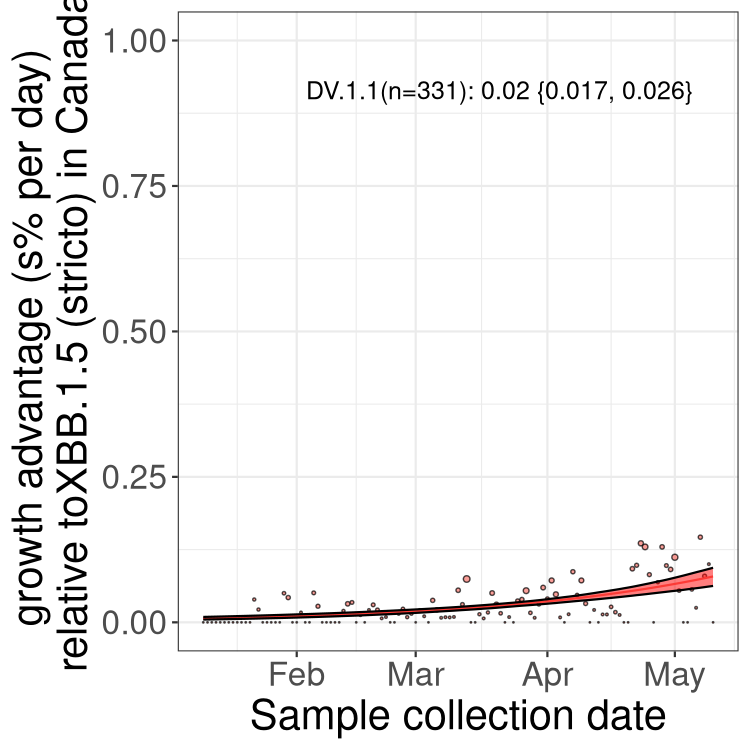 growth advantage (s% per day)
relative toXBB.1.5 (stricto) in Canada
1.00
0.75
0.50
0.25
0.00
DV.1.1(n=331): 0.02 {0.017, 0.026}
Feb Mar Apr May
Sample collection date